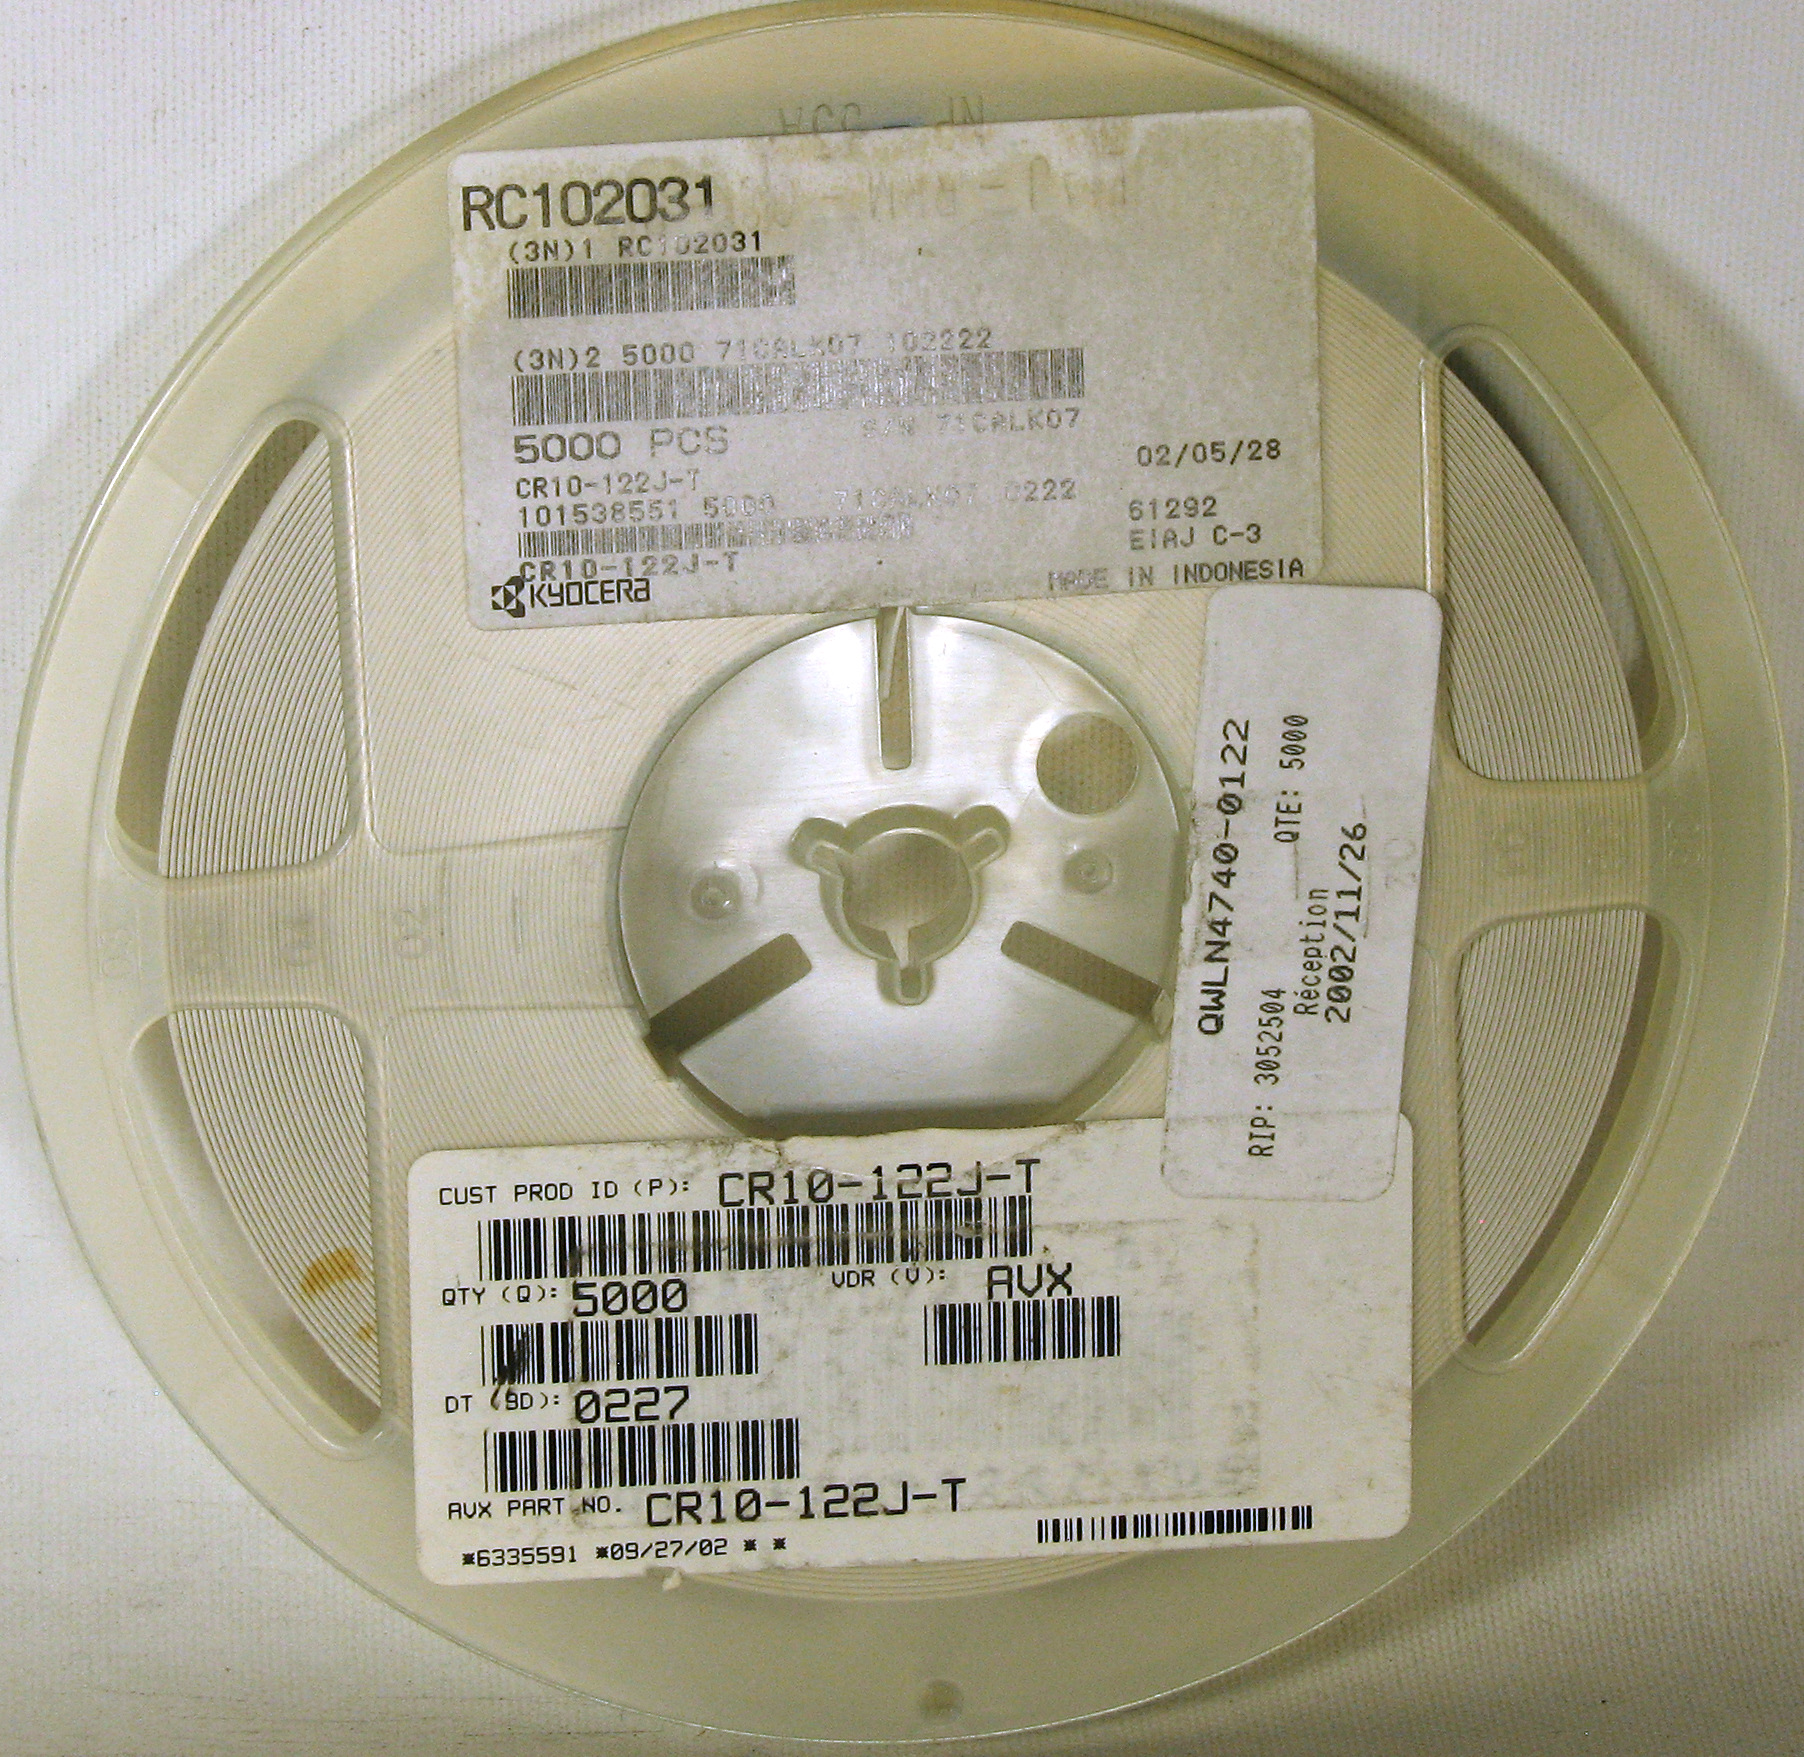 RC102031
(3N)1 RC102031
(3N)2 5000 71CALK07 102222
5000 PCS S/N 71CALK07
02/05/28
CR10-122J-T
101538551 5000 71CALK07 0222
61292
EIAJ C-3
CR10-122J-T
KYOCERA
MADE IN INDONESIA
QWLN4740-0122
RIP: 3052504 QTE: 5000
Réception
2002/11/26
CUST PROD ID (P): CR10-122J-T
QTY (Q): 5000 VDR (V): AVX
DT (9D): 0227
AVX PART NO. CR10-122J-T
*6335591 *09/27/02 * *